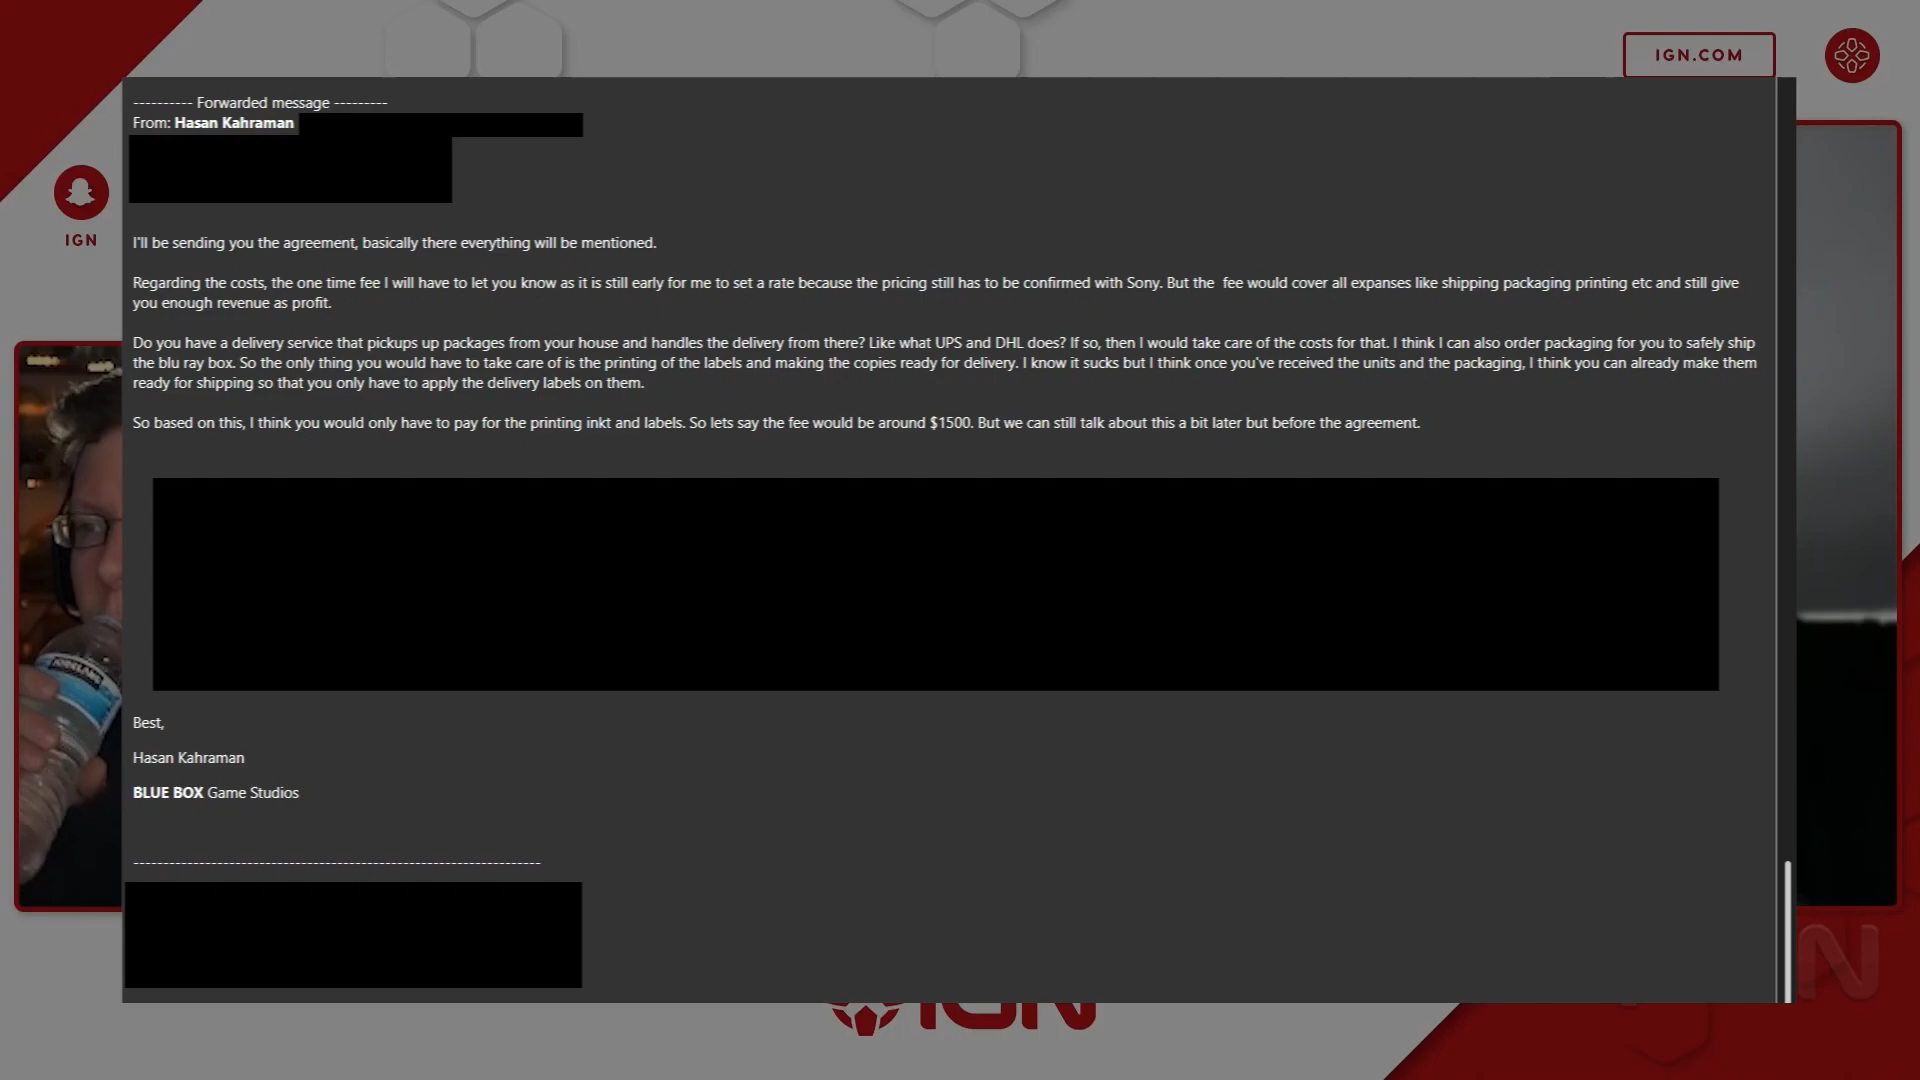 IGN.COM
---------- Forwarded message ---------
From: Hasan Kahraman
IGN
I'll be sending you the agreement, basically there everything will be mentioned.
Regarding the costs, the one time fee I will have to let you know as it is still early for me to set a rate because the pricing still has to be confirmed with Sony. But the  fee would cover all expanses like shipping packaging printing etc and still give
you enough revenue as profit.
Do you have a delivery service that pickups up packages from your house and handles the delivery from there? Like what UPS and DHL does? If so, then I would take care of the costs for that. I think I can also order packaging for you to safely ship
the blu ray box. So the only thing you would have to take care of is the printing of the labels and making the copies ready for delivery. I know it sucks but I think once you've received the units and the packaging, I think you can already make them
ready for shipping so that you only have to apply the delivery labels on them.
So based on this, I think you would only have to pay for the printing inkt and labels. So lets say the fee would be around $1500. But we can still talk about this a bit later but before the agreement.
Best,
Hasan Kahraman
BLUE BOX Game Studios
--------------------------------------------------------------------
IGN